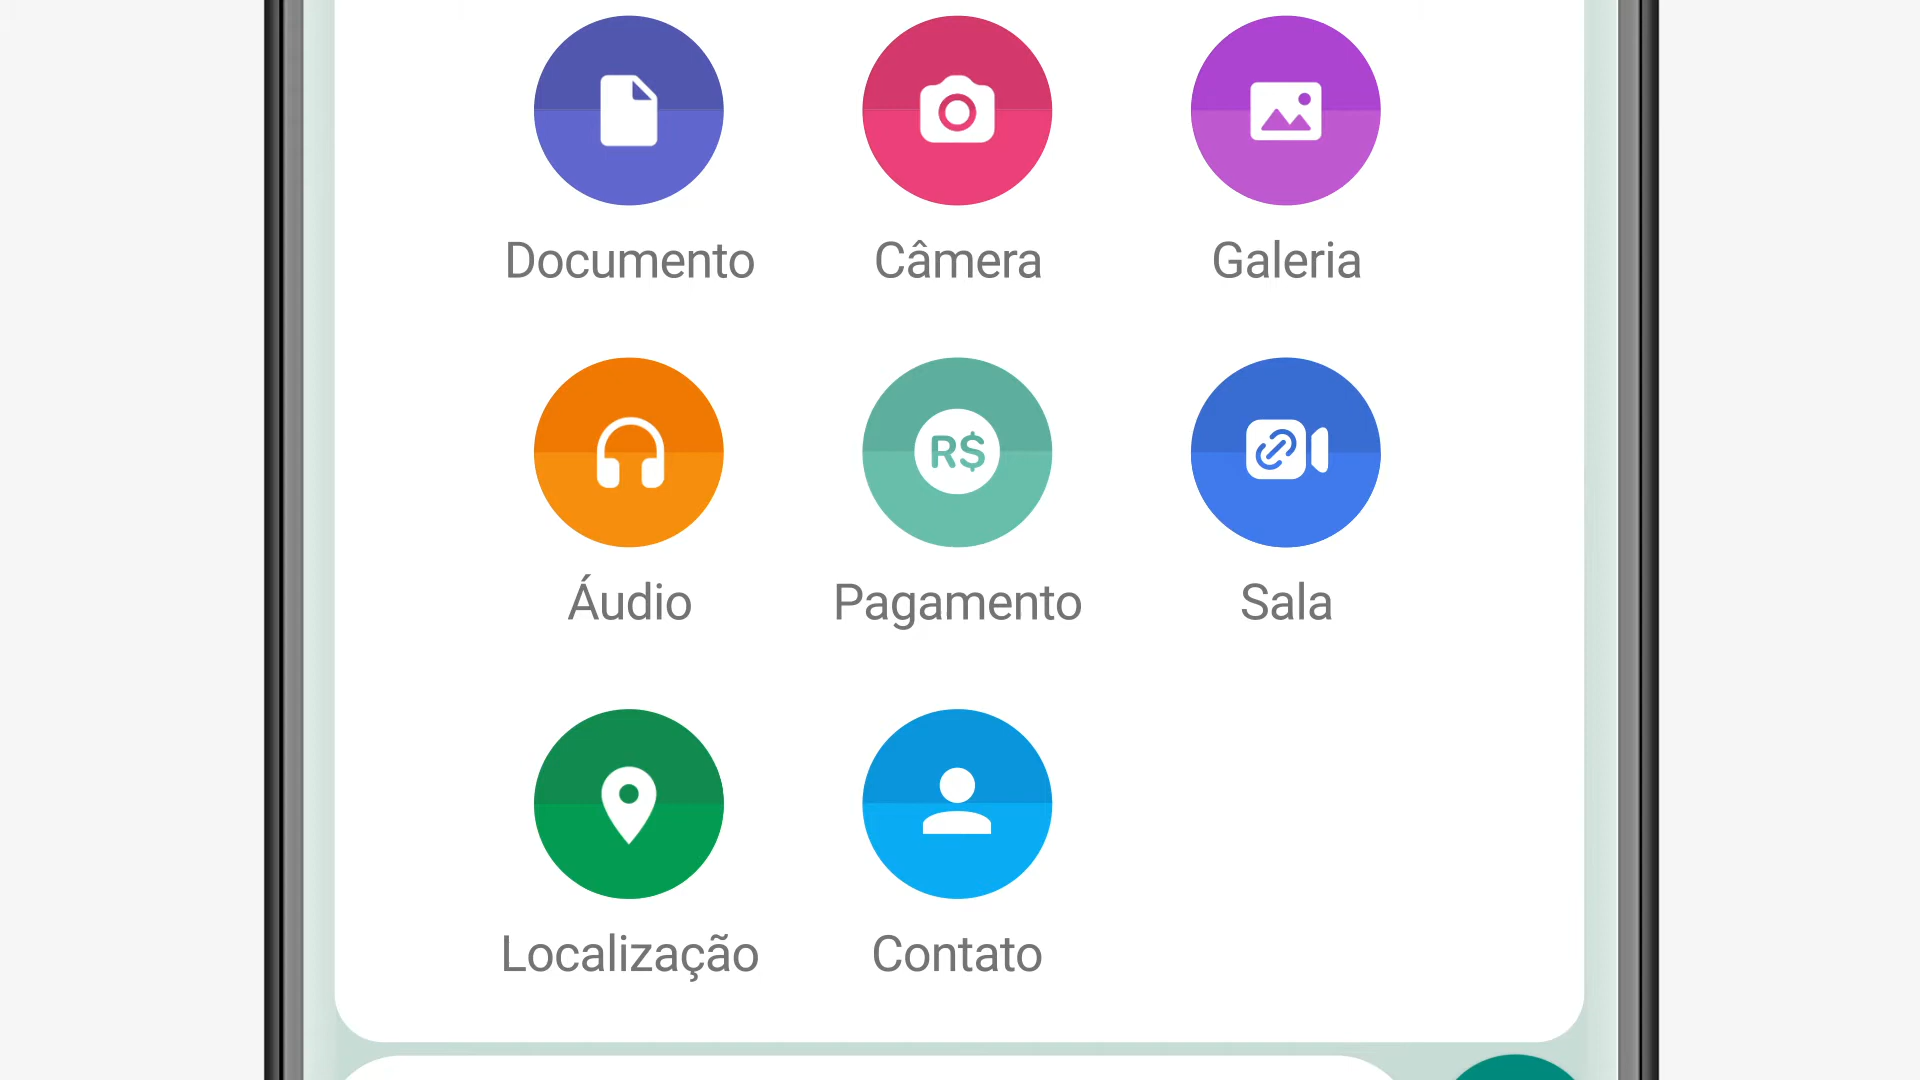 Documento
Câmera
Galeria
R$
Áudio
Pagamento
Sala
Localização
Contato